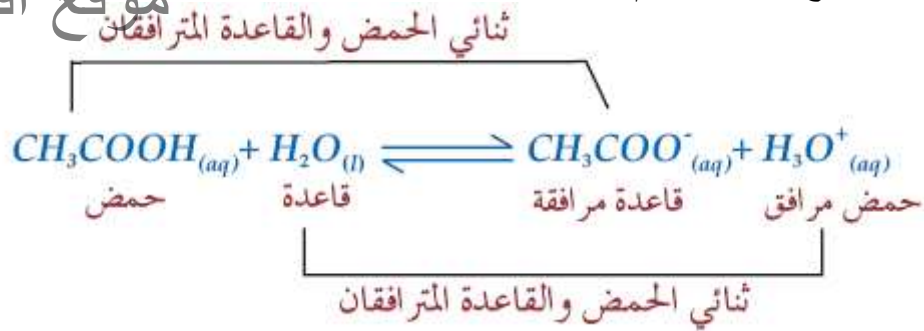 ثنائي الحمض والقاعدة المترافقان
CH₃COOH₍aq₎ + H₂O₍l₎ ⇌ CH₃COO⁻₍aq₎ + H₃O⁺₍aq₎
حمض قاعدة قاعدة مرافقة حمض مرافق
ثنائي الحمض والقاعدة المترافقان